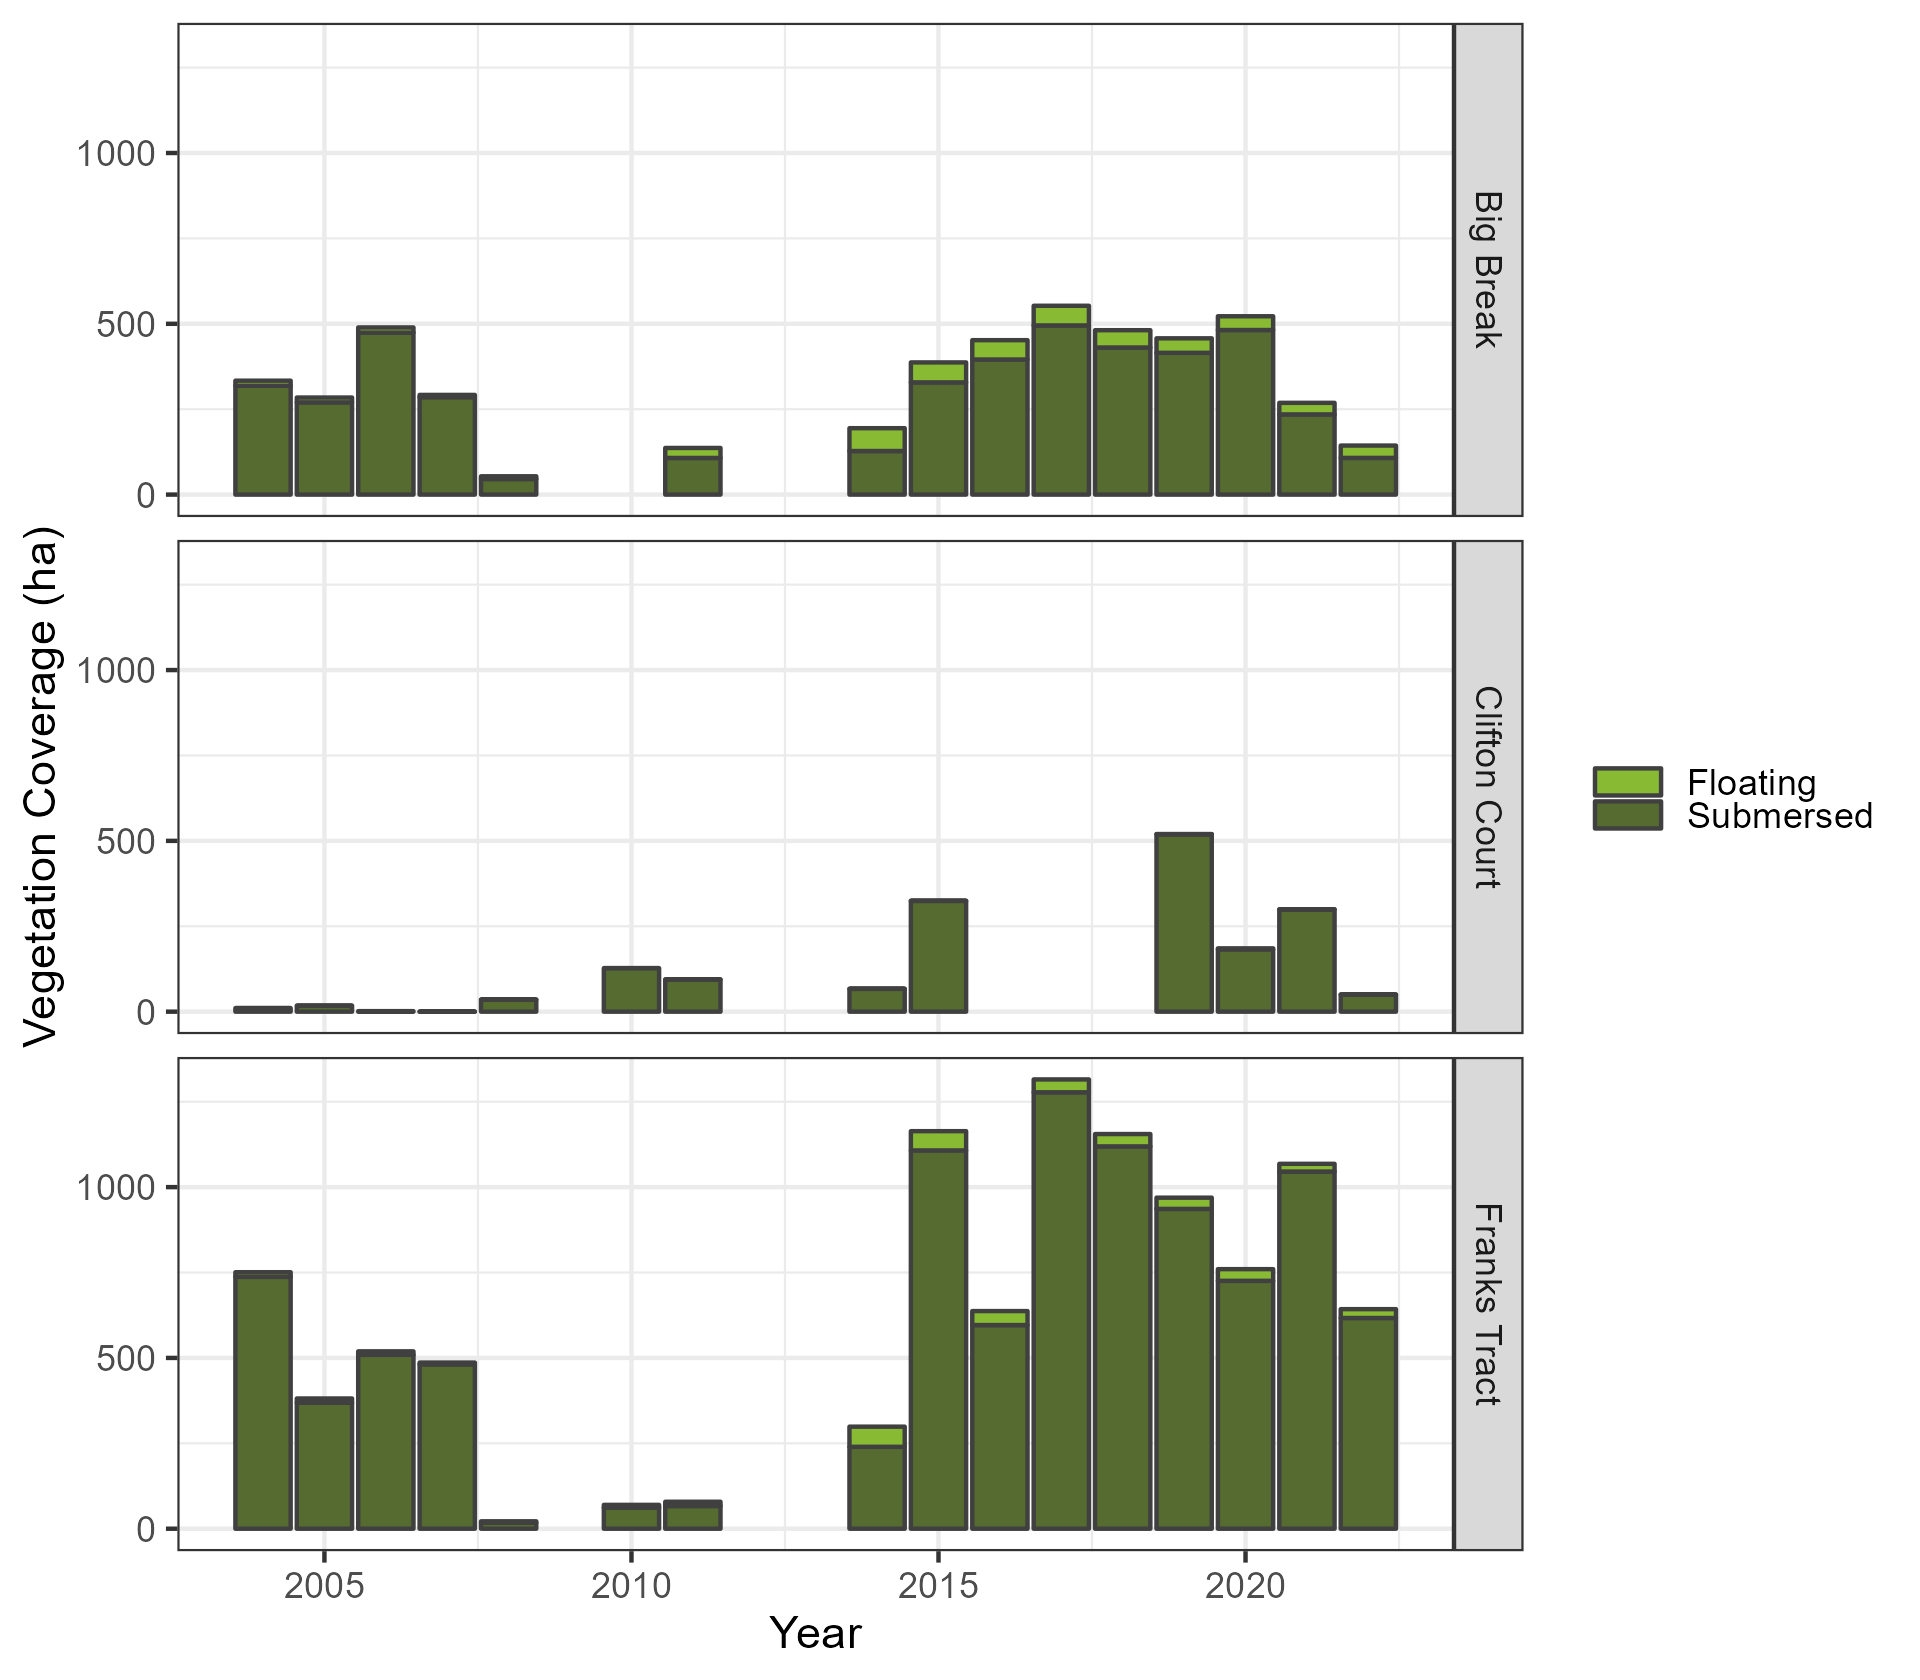 Vegetation Coverage (ha)
1000
500
0
Big Break
1000
500
0
Clifton Court
1000
500
0
Franks Tract
2005
2010
2015
2020
Year
Floating
Submersed